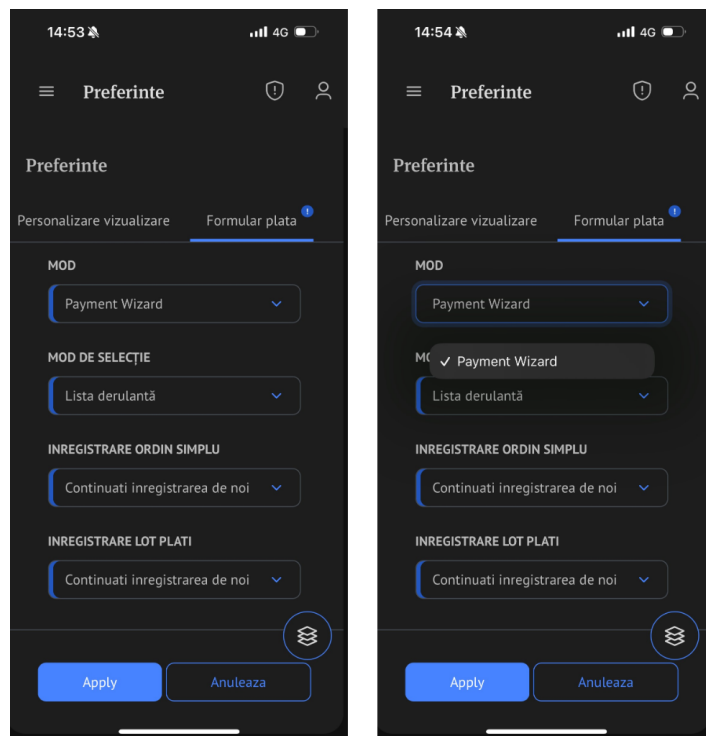 14:53
4G
Preferinte
Preferinte
Personalizare vizualizare
Formular plata
MOD
Payment Wizard
MOD DE SELECȚIE
Lista derulantă
INREGISTRARE ORDIN SIMPLU
Continuati inregistrarea de noi
INREGISTRARE LOT PLATI
Continuati inregistrarea de noi
Apply
Anuleaza
14:54
4G
Preferinte
Preferinte
Personalizare vizualizare
Formular plata
MOD
Payment Wizard
✓ Payment Wizard
Lista derulantă
INREGISTRARE ORDIN SIMPLU
Continuati inregistrarea de noi
INREGISTRARE LOT PLATI
Continuati inregistrarea de noi
Apply
Anuleaza